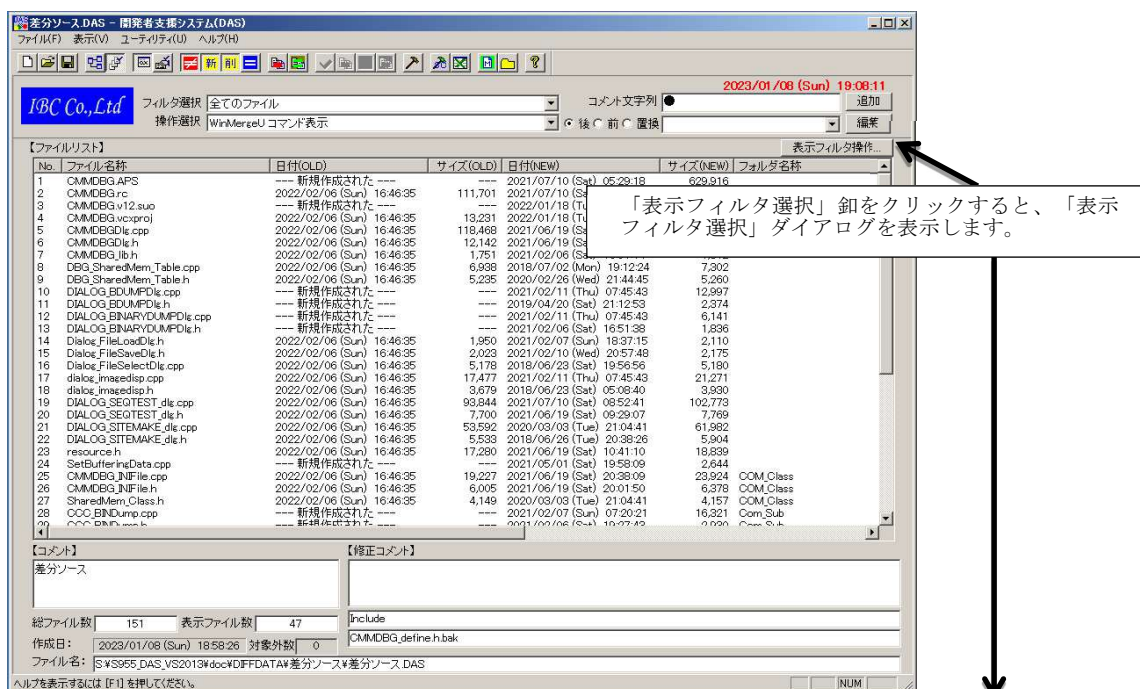 差分ソース.DAS - 開発者支援システム(DAS)
ファイル(F) 表示(V) ユーティリティ(U) ヘルプ(H)
新 削
2023/01/08 (Sun) 19:08:11
IBC Co.,Ltd
フィルタ選択 全てのファイル コメント文字列 ● 追加
操作選択 WinMergeU コマンド表示 後 前 置換 編集
【ファイルリスト】 表示フィルタ操作...
No. ファイル名称 日付(OLD) サイズ(OLD) 日付(NEW) サイズ(NEW) フォルダ名称
1 CMMDBG.APS --- 新規作成された --- --- 2021/07/10 (Sat) 05:29:18 629,916
2 CMMDBG.rc 2022/02/06 (Sun) 16:46:35 111,701 2021/07/10
3 CMMDBG.v12.suo --- 新規作成された --- --- 2022/01/18
4 CMMDBG.vcxproj 2022/02/06 (Sun) 16:46:35 13,231 2022/01/18
5 CMMDBGDlg.cpp 2022/02/06 (Sun) 16:46:35 118,468 2021/06/19
6 CMMDBGDlg.h 2022/02/06 (Sun) 16:46:35 12,142 2021/06/19
7 CMMDBG_lib.h 2022/02/06 (Sun) 16:46:35 1,751 2021/02/06
8 DBG_SharedMem_Table.cpp 2022/02/06 (Sun) 16:46:35 6,938 2018/07/02 (Mon) 19:12:24 7,302
9 DBG_SharedMem_Table.h 2022/02/06 (Sun) 16:46:35 5,235 2020/02/26 (Wed) 21:44:45 5,260
10 DIALOG_BDUMPDlg.cpp --- 新規作成された --- --- 2021/02/11 (Thu) 07:45:43 12,997
11 DIALOG_BDUMPDlg.h --- 新規作成された --- --- 2019/04/20 (Sat) 21:12:53 2,374
12 DIALOG_BINARYDUMPDlg.cpp --- 新規作成された --- --- 2021/02/11 (Thu) 07:45:43 6,141
13 DIALOG_BINARYDUMPDlg.h --- 新規作成された --- --- 2021/02/06 (Sat) 16:51:38 1,836
14 Dialog_FileLoadDlg.h 2022/02/06 (Sun) 16:46:35 1,950 2021/02/07 (Sun) 18:37:15 2,110
15 Dialog_FileSaveDlg.h 2022/02/06 (Sun) 16:46:35 2,023 2021/02/10 (Wed) 20:57:48 2,175
16 Dialog_FileSelectDlg.cpp 2022/02/06 (Sun) 16:46:35 5,178 2018/06/23 (Sat) 19:56:56 5,180
17 dialog_imagedisp.cpp 2022/02/06 (Sun) 16:46:35 17,477 2021/02/11 (Thu) 07:45:43 21,271
18 dialog_imagedisp.h 2022/02/06 (Sun) 16:46:35 3,679 2018/06/23 (Sat) 05:08:40 3,930
19 DIALOG_SEQTEST_dlg.cpp 2022/02/06 (Sun) 16:46:35 93,844 2021/07/10 (Sat) 08:52:41 102,773
20 DIALOG_SEQTEST_dlg.h 2022/02/06 (Sun) 16:46:35 7,700 2021/06/19 (Sat) 09:29:07 7,769
21 DIALOG_SITEMAKE_dlg.cpp 2022/02/06 (Sun) 16:46:35 53,592 2020/03/03 (Tue) 21:04:41 61,982
22 DIALOG_SITEMAKE_dlg.h 2022/02/06 (Sun) 16:46:35 5,533 2018/06/26 (Tue) 20:38:26 5,904
23 resource.h 2022/02/06 (Sun) 16:46:35 17,280 2021/06/19 (Sat) 10:41:10 18,839
24 SetBufferingData.cpp --- 新規作成された --- --- 2021/05/01 (Sat) 19:58:09 2,644
25 CMMDBG_INIFile.cpp 2022/02/06 (Sun) 16:46:35 19,227 2021/06/19 (Sat) 20:38:09 23,924 COM_Class
26 CMMDBG_INIFile.h 2022/02/06 (Sun) 16:46:35 6,005 2021/06/19 (Sat) 20:01:50 6,378 COM_Class
27 SharedMem_Class.h 2022/02/06 (Sun) 16:46:35 4,149 2020/03/03 (Tue) 21:04:41 4,157 COM_Class
28 CCC_BINDump.cpp --- 新規作成された --- --- 2021/02/07 (Sun) 07:20:21 16,321 Com_Sub
「表示フィルタ選択」釦をクリックすると、「表示
フィルタ選択」ダイアログを表示します。
【コメント】 【修正コメント】
差分ソース
総ファイル数 151 表示ファイル数 47 Include
作成日： 2023/01/08 (Sun) 18:58:26 対象外数 0 CMMDBG_define.h.bak
ファイル名： S:¥S955_DAS_VS2013¥doc¥DIFFDATA¥差分ソース¥差分ソース.DAS
ヘルプを表示するには [F1] を押してください。 NUM